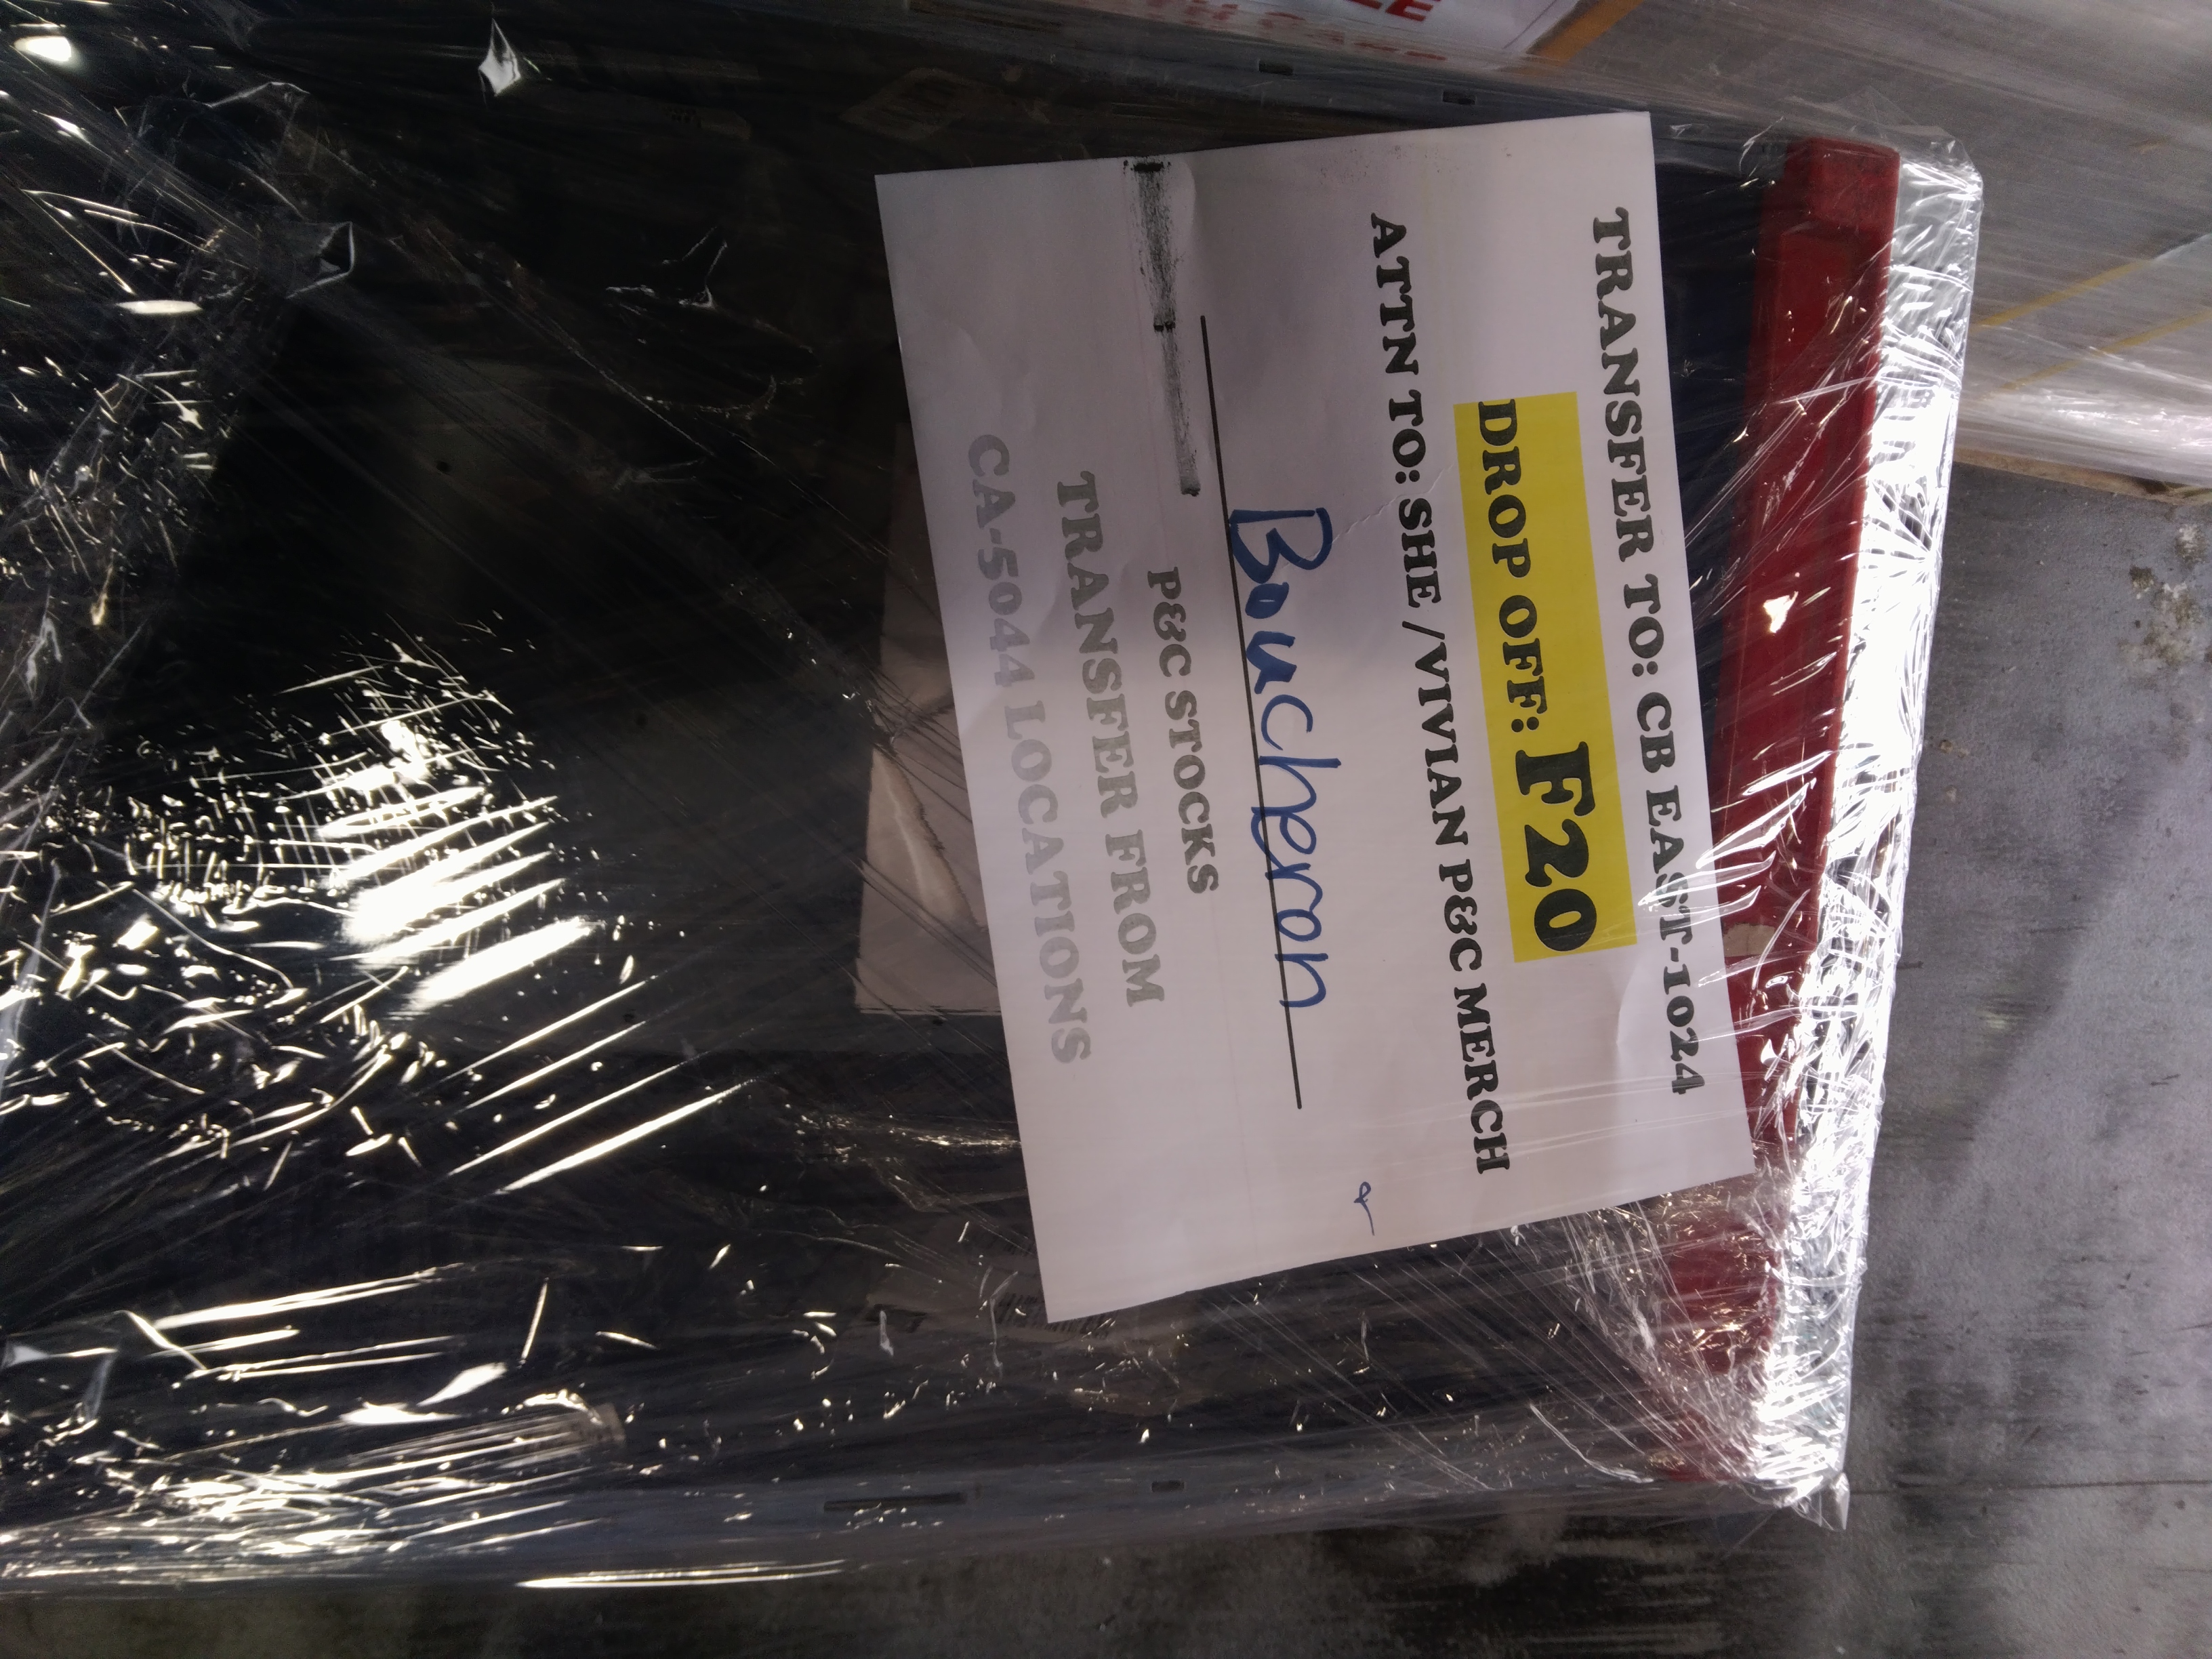 TRANSFER TO: CB EAST-1024
DROP OFF: F20
ATTN TO: SHE /VIVIAN P&C MERCH
Boucheron
P&C STOCKS
TRANSFER FROM
CA-5044 LOCATIONS